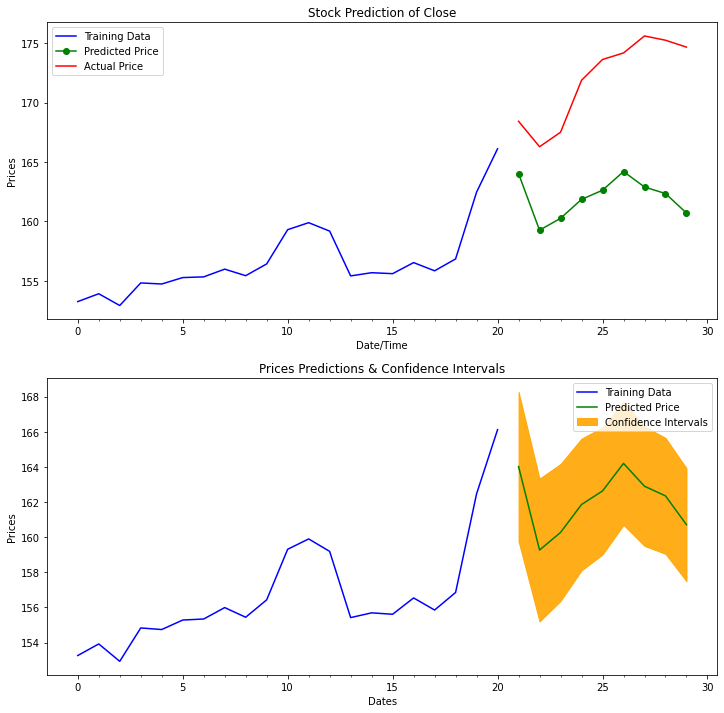 Stock Prediction of Close
Training Data
Predicted Price
Actual Price
175
170
165
160
155
Prices
0 5 10 15 20 25 30
Date/Time
Prices Predictions & Confidence Intervals
Training Data
Predicted Price
Confidence Intervals
168
166
164
162
160
158
156
154
Prices
0 5 10 15 20 25 30
Dates